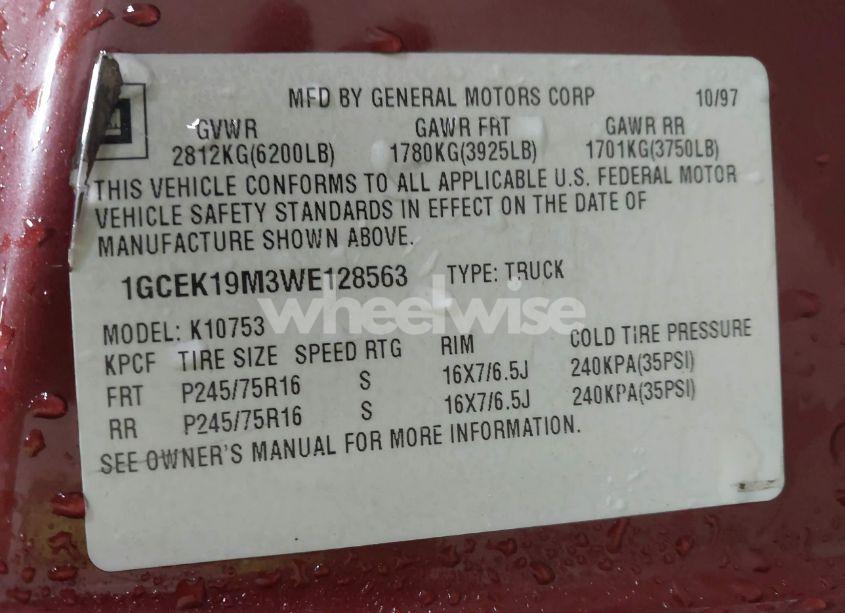 MFD BY GENERAL MOTORS CORP 10/97
GVWR GAWR FRT GAWR RR
2812KG(6200LB) 1780KG(3925LB) 1701KG(3750LB)
THIS VEHICLE CONFORMS TO ALL APPLICABLE U.S. FEDERAL MOTOR
VEHICLE SAFETY STANDARDS IN EFFECT ON THE DATE OF
MANUFACTURE SHOWN ABOVE.
1GCEK19M3WE128563 TYPE: TRUCK
wheelwise
MODEL: K10753
KPCF TIRE SIZE SPEED RTG RIM COLD TIRE PRESSURE
FRT P245/75R16 S 16X7/6.5J 240KPA(35PSI)
RR P245/75R16 S 16X7/6.5J 240KPA(35PSI)
SEE OWNER'S MANUAL FOR MORE INFORMATION.